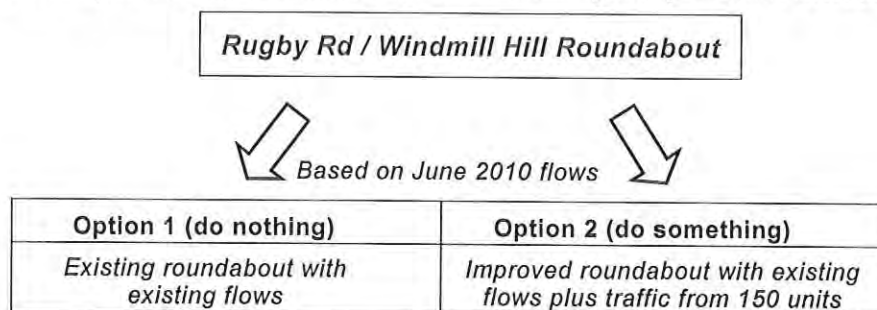 Rugby Rd / Windmill Hill Roundabout
Based on June 2010 flows
Option 1 (do nothing)
Option 2 (do something)
Existing roundabout with
existing flows
Improved roundabout with existing
flows plus traffic from 150 units